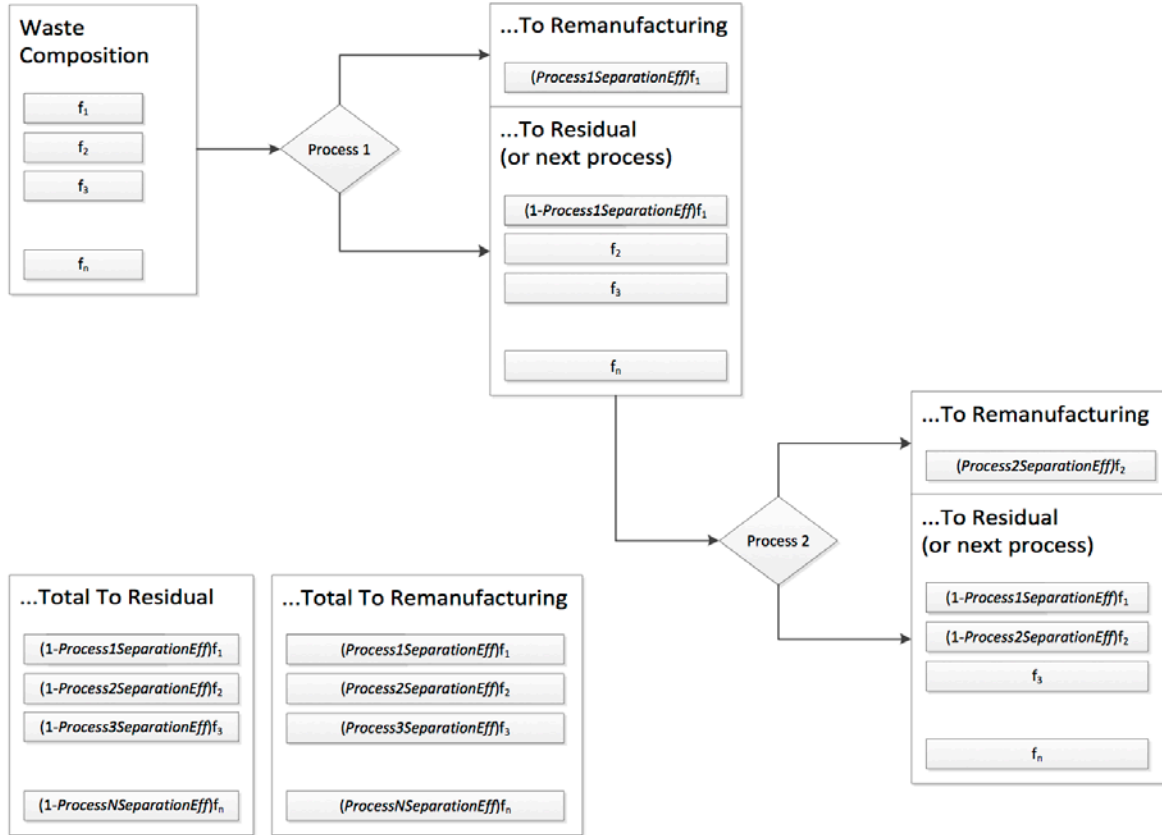 Waste
Composition
f₁
f₂
f₃
fₙ
Process 1
...To Remanufacturing
(Process1SeparationEff)f₁
...To Residual
(or next process)
(1-Process1SeparationEff)f₁
f₂
f₃
fₙ
Process 2
...To Remanufacturing
(Process2SeparationEff)f₂
...To Residual
(or next process)
(1-Process1SeparationEff)f₁
(1-Process2SeparationEff)f₂
f₃
fₙ
...Total To Residual
(1-Process1SeparationEff)f₁
(1-Process2SeparationEff)f₂
(1-Process3SeparationEff)f₃
(1-ProcessNSeparationEff)fₙ
...Total To Remanufacturing
(Process1SeparationEff)f₁
(Process2SeparationEff)f₂
(Process3SeparationEff)f₃
(ProcessNSeparationEff)fₙ